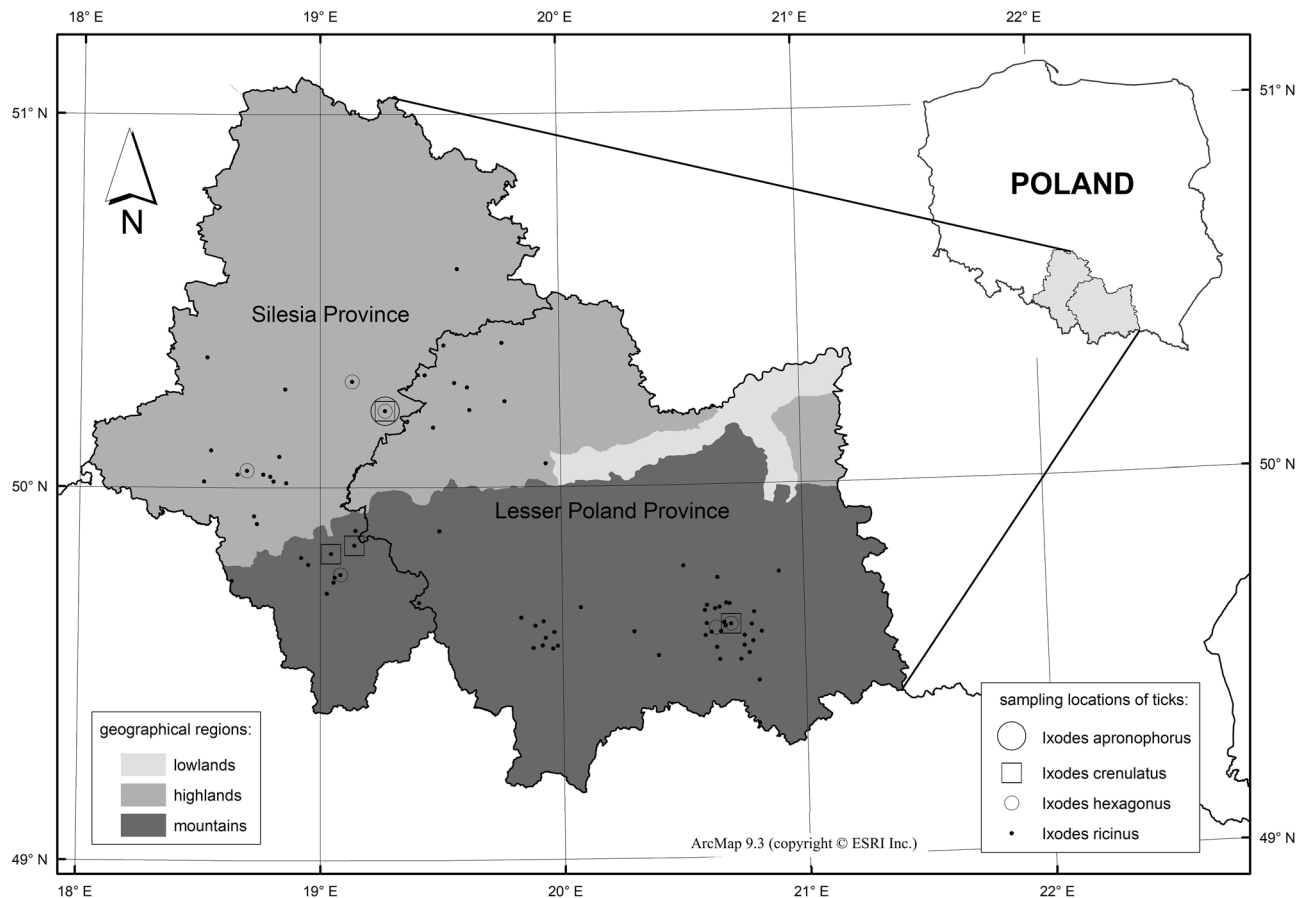 18° E 19° E 20° E 21° E 22° E
51° N 51° N
POLAND
N
Silesia Province
50° N 50° N
Lesser Poland Province
geographical regions:
lowlands
highlands
mountains
sampling locations of ticks:
Ixodes apronophorus
Ixodes crenulatus
Ixodes hexagonus
Ixodes ricinus
ArcMap 9.3 (copyright © ESRI Inc.)
49° N 49° N
18° E 19° E 20° E 21° E 22° E